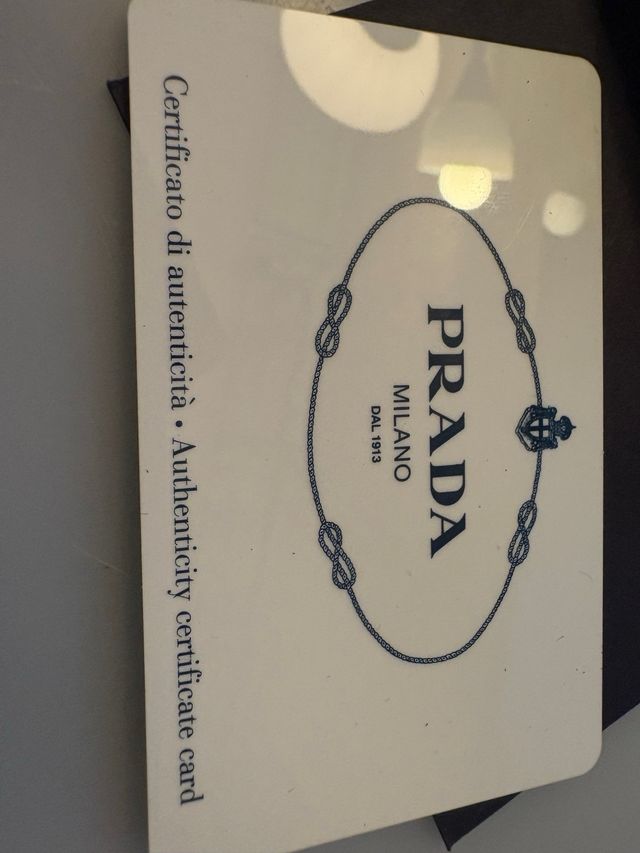 PRADA
MILANO
DAL 1913
Certificato di autenticità • Authenticity certificate card